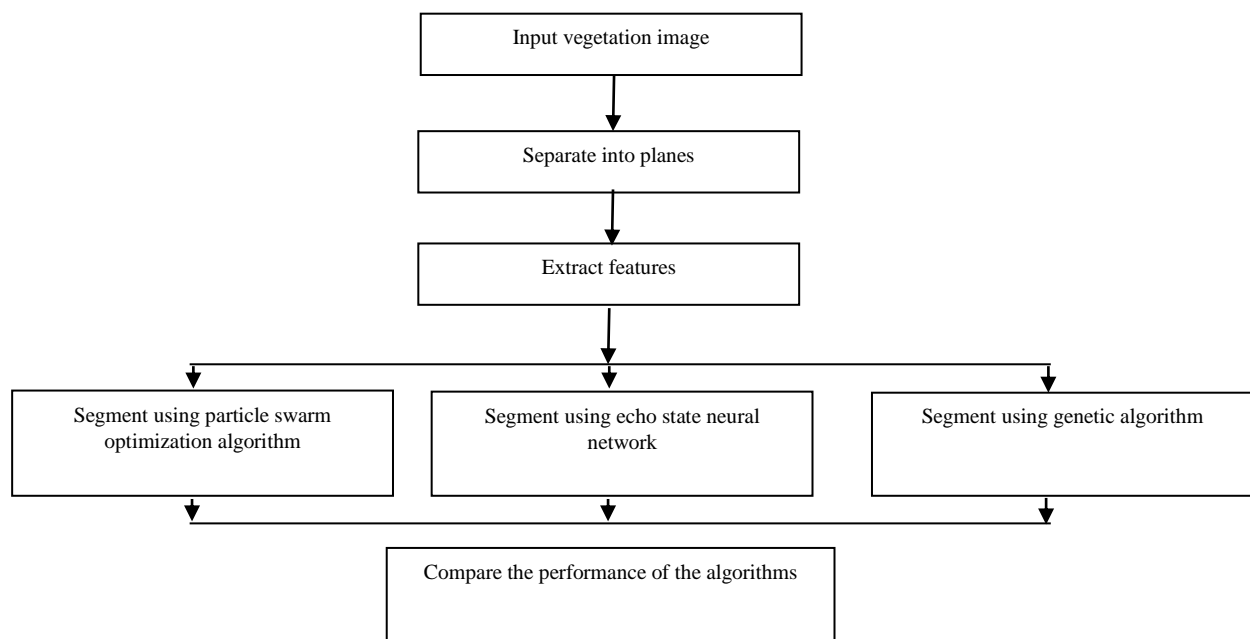 Input vegetation image
Separate into planes
Extract features
Segment using particle swarm
optimization algorithm
Segment using echo state neural
network
Segment using genetic algorithm
Compare the performance of the algorithms